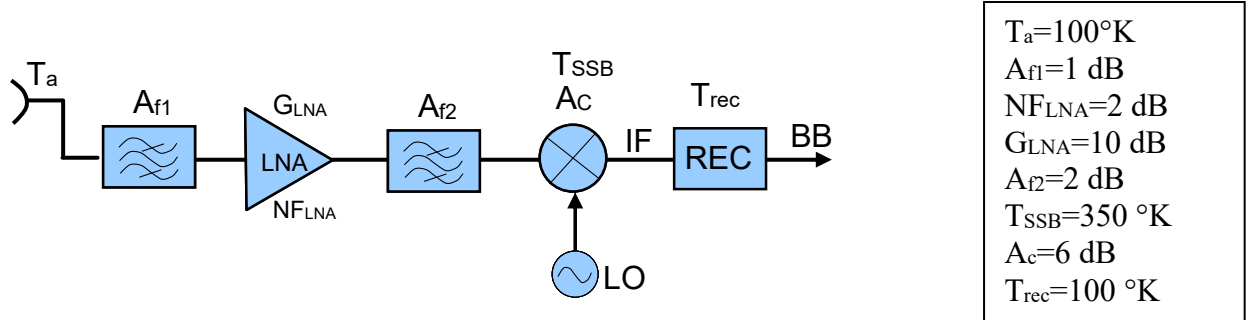 Ta
Af1
GLNA
LNA
NFLNA
Af2
TSSB
AC
IF
Trec
REC
BB
LO
Ta=100°K
Af1=1 dB
NFLNA=2 dB
GLNA=10 dB
Af2=2 dB
TSSB=350 °K
Ac=6 dB
Trec=100 °K